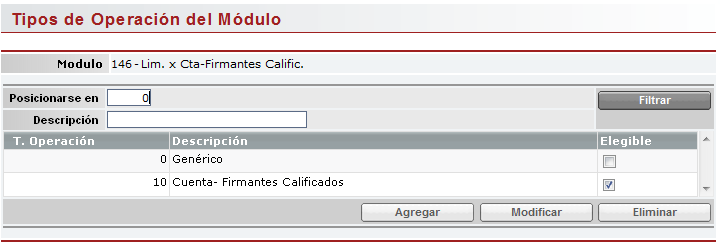 Tipos de Operación del Módulo
Modulo 146 - Lim. x Cta-Firmantes Calific.
Posicionarse en 0 Filtrar
Descripción
T. Operación Descripción Elegible
0 Genérico
10 Cuenta- Firmantes Calificados
Agregar Modificar Eliminar